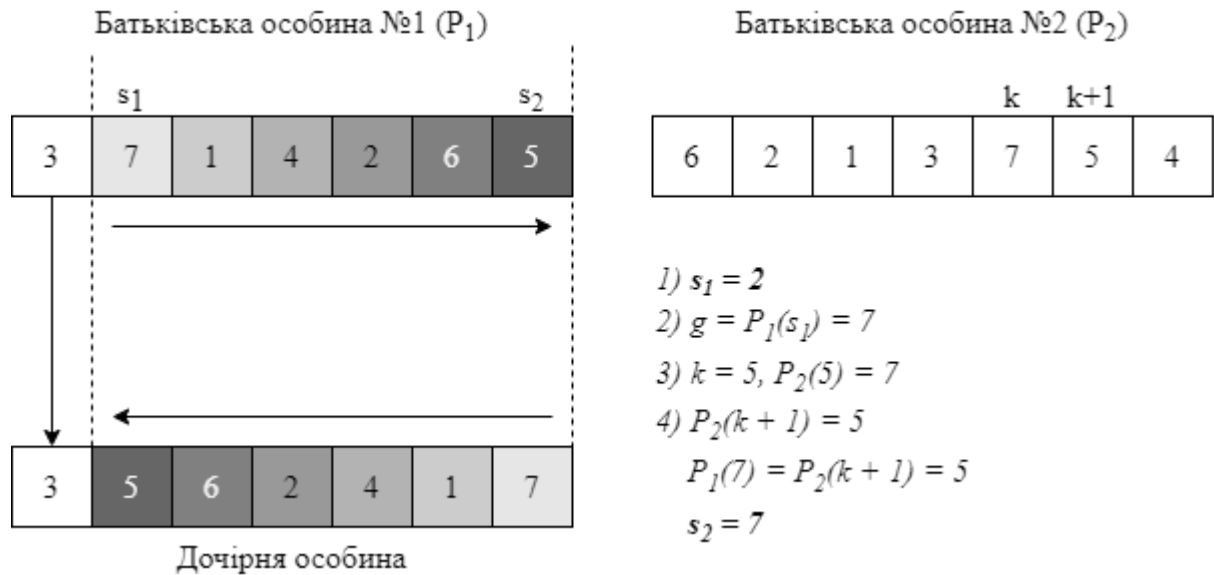 Батьківська особина №1 (P1)
s1 s2
3 7 1 4 2 6 5
3 5 6 2 4 1 7
Дочірня особина
Батьківська особина №2 (P2)
k k+1
6 2 1 3 7 5 4
1) s1 = 2
2) g = P1(s1) = 7
3) k = 5, P2(5) = 7
4) P2(k + 1) = 5
P1(7) = P2(k + 1) = 5
s2 = 7